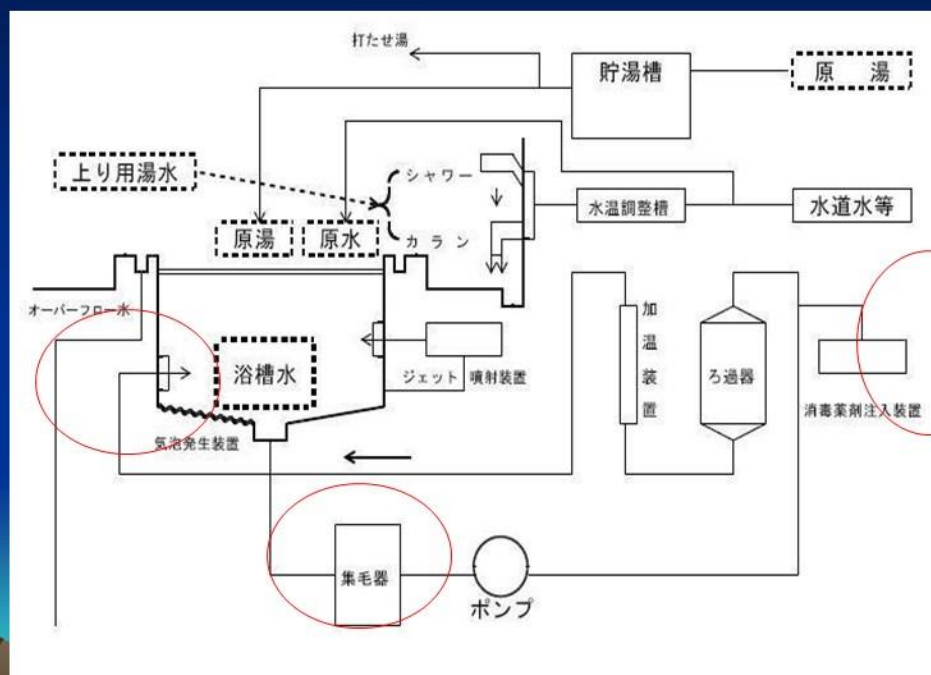 打たせ湯
貯湯槽
原 湯
上り用湯水
シャワー
水温調整槽
水道水等
原湯
原水
カラン
オーバーフロー水
加温装置
ろ過器
浴槽水
ジェット 噴射装置
消毒薬剤注入装置
気泡発生装置
集毛器
ポンプ